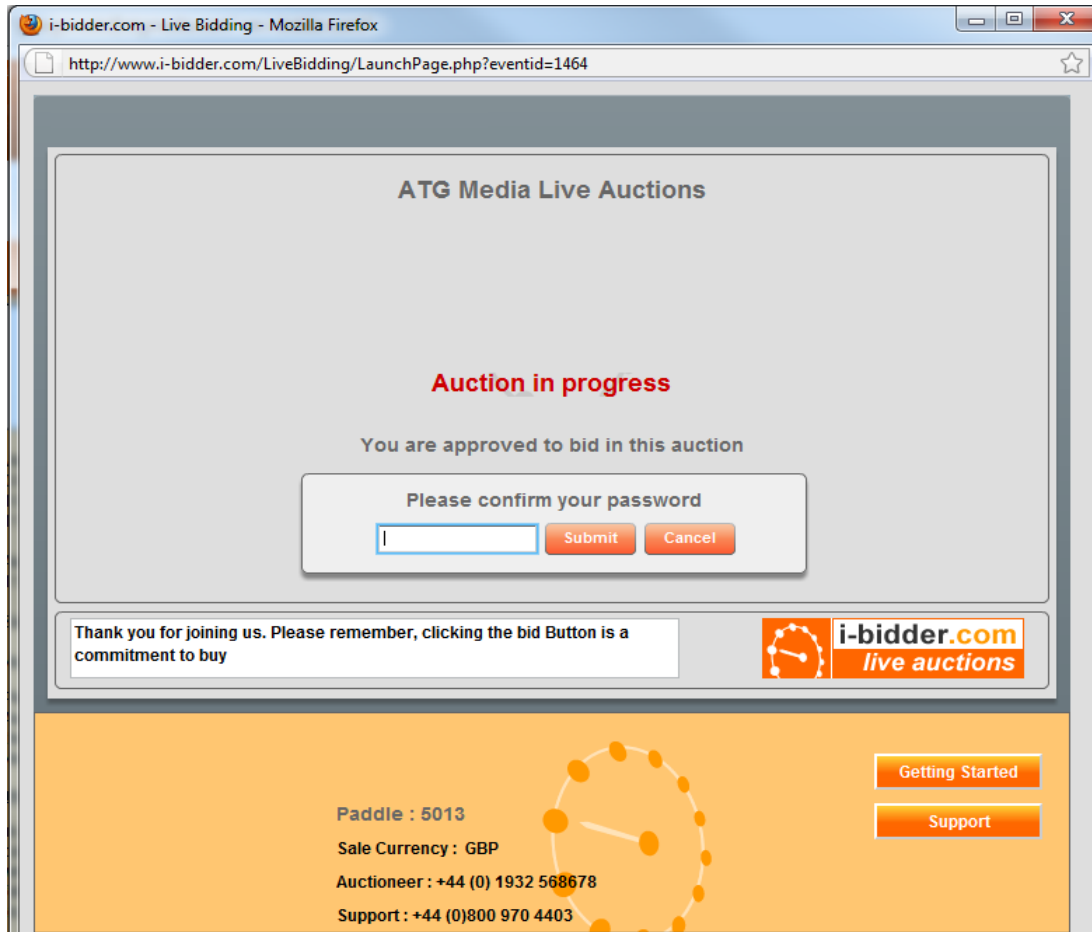 i-bidder.com - Live Bidding - Mozilla Firefox
http://www.i-bidder.com/LiveBidding/LaunchPage.php?eventid=1464
ATG Media Live Auctions
Auction in progress
You are approved to bid in this auction
Please confirm your password
Submit Cancel
Thank you for joining us. Please remember, clicking the bid Button is a
commitment to buy
i-bidder.com
live auctions
Getting Started
Paddle : 5013
Support
Sale Currency : GBP
Auctioneer : +44 (0) 1932 568678
Support : +44 (0)800 970 4403